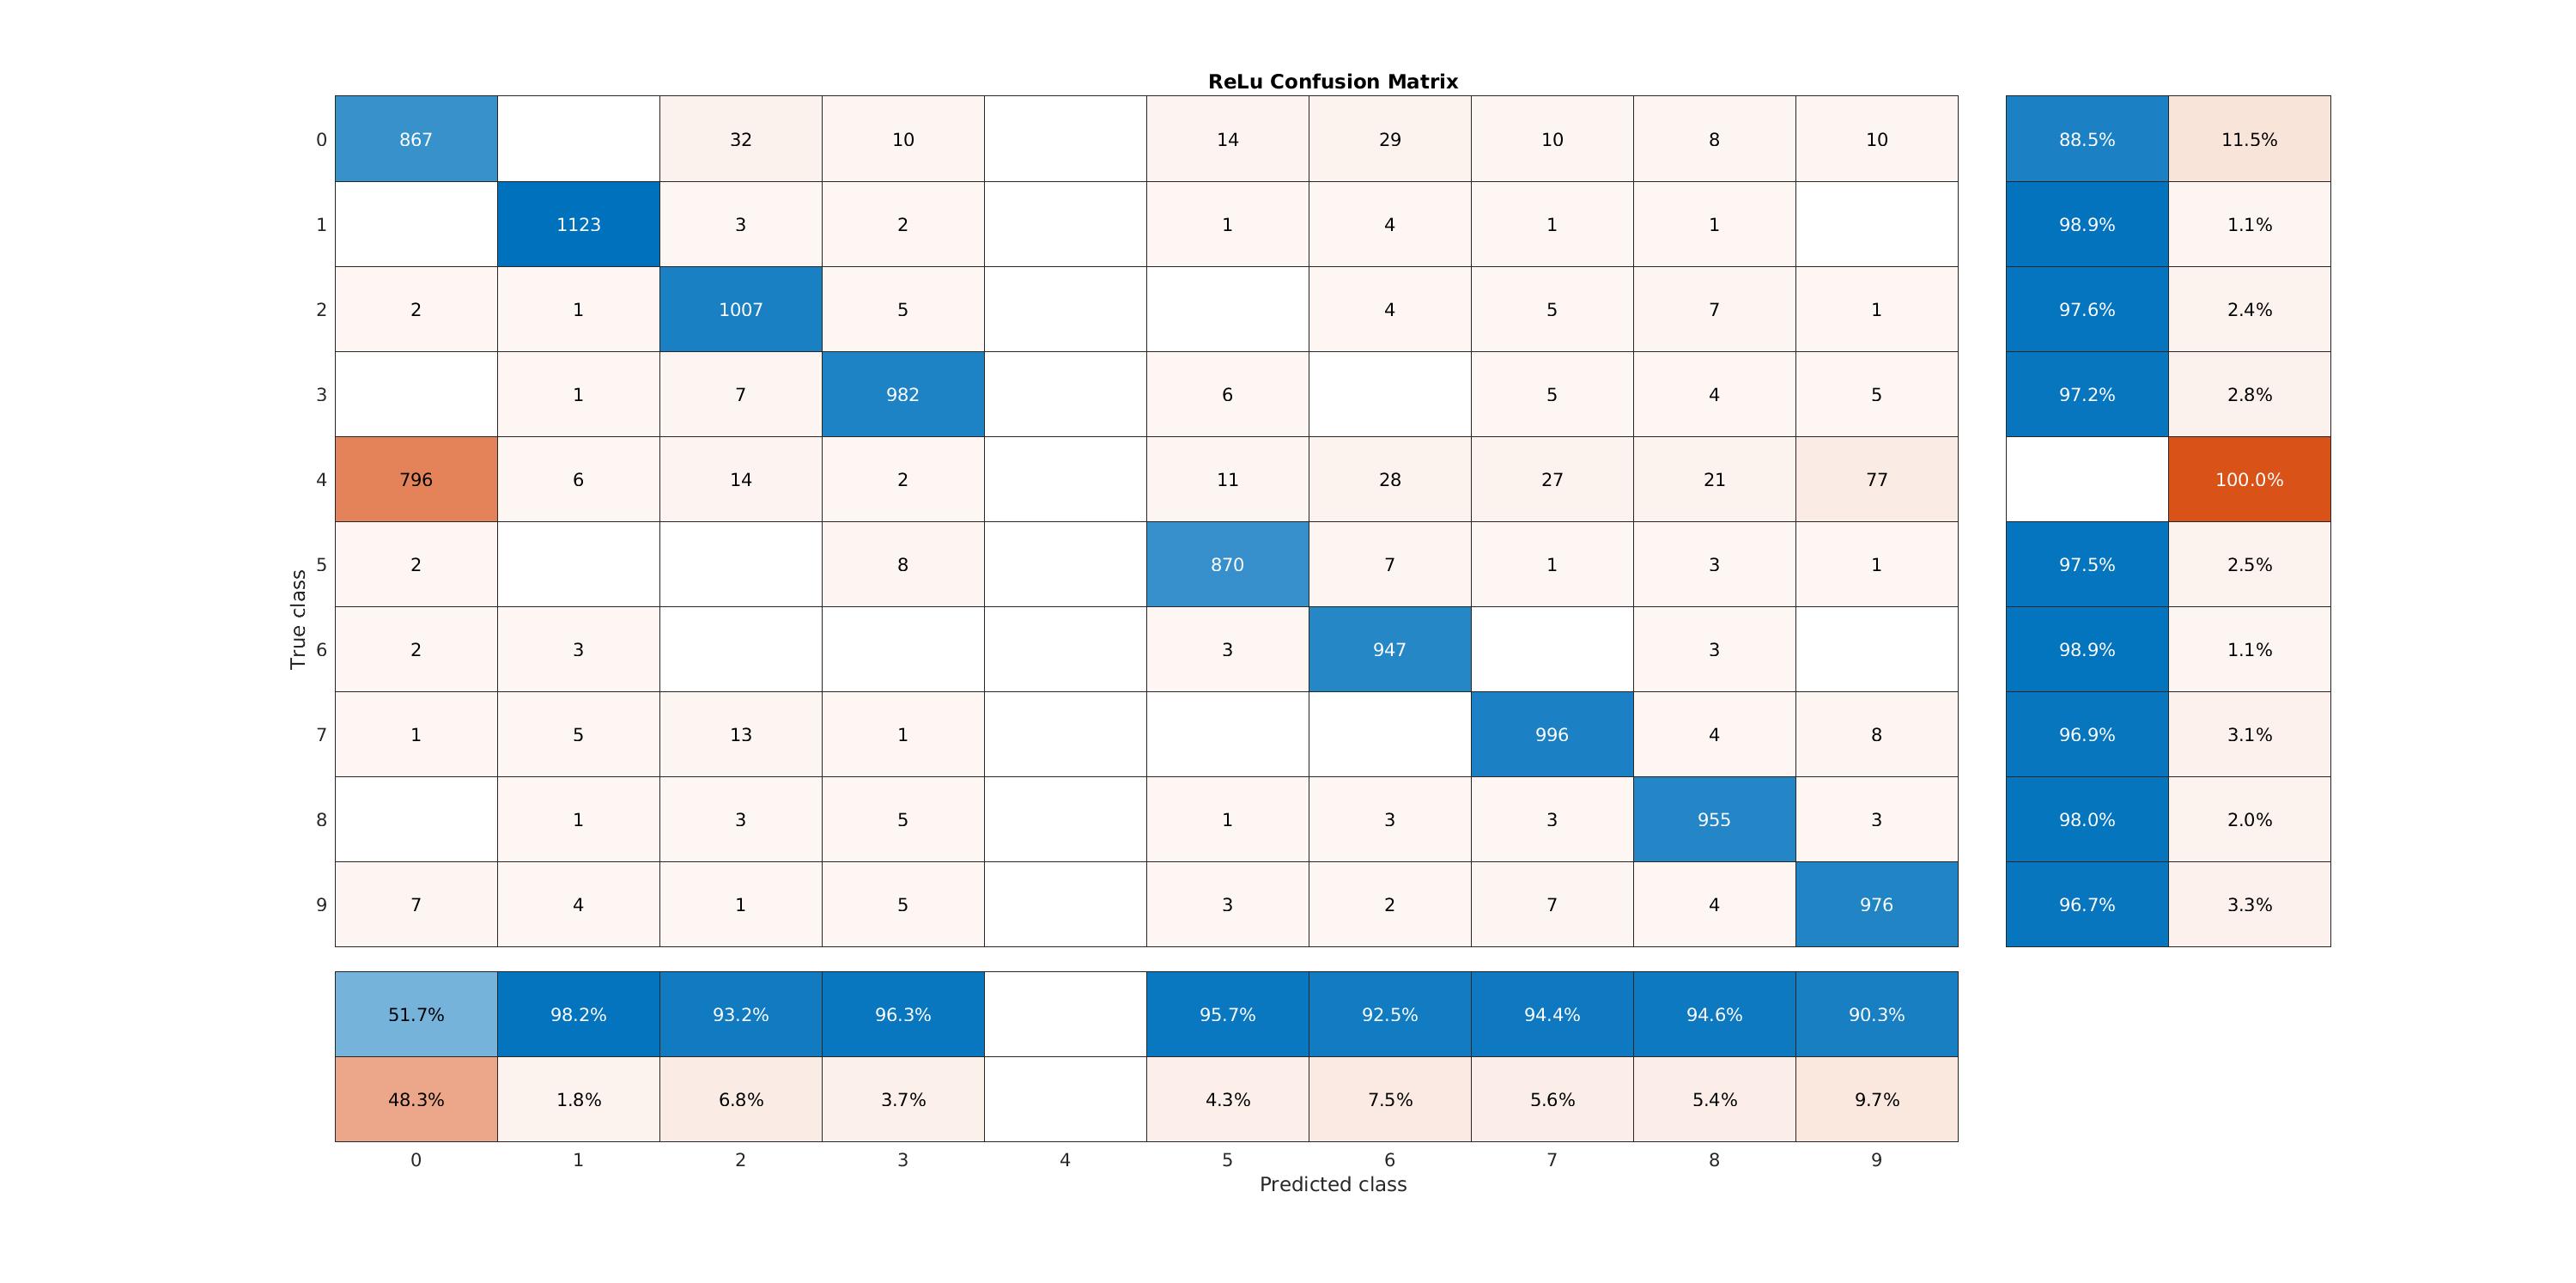 ReLu Confusion Matrix
0 867 32 10 14 29 10 8 10 88.5% 11.5%
1 1123 3 2 1 4 1 1 98.9% 1.1%
2 2 1 1007 5 4 5 7 1 97.6% 2.4%
3 1 7 982 6 5 4 5 97.2% 2.8%
4 796 6 14 2 11 28 27 21 77 100.0%
5 2 8 870 7 1 3 1 97.5% 2.5%
True class
6 2 3 3 947 3 98.9% 1.1%
7 1 5 13 1 996 4 8 96.9% 3.1%
8 1 3 5 1 3 3 955 3 98.0% 2.0%
9 7 4 1 5 3 2 7 4 976 96.7% 3.3%
51.7% 98.2% 93.2% 96.3% 95.7% 92.5% 94.4% 94.6% 90.3%
48.3% 1.8% 6.8% 3.7% 4.3% 7.5% 5.6% 5.4% 9.7%
0 1 2 3 4 5 6 7 8 9
Predicted class